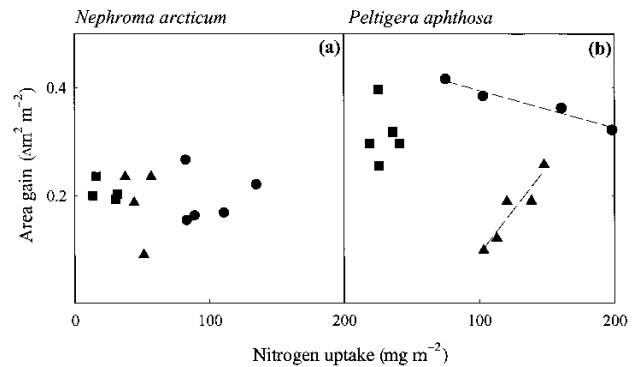 Nephroma arcticum Peltigera aphthosa
(a) (b)
0.4
0.2
Area gain (Δm² m⁻²)
0 100 200 100 200
Nitrogen uptake (mg m⁻²)